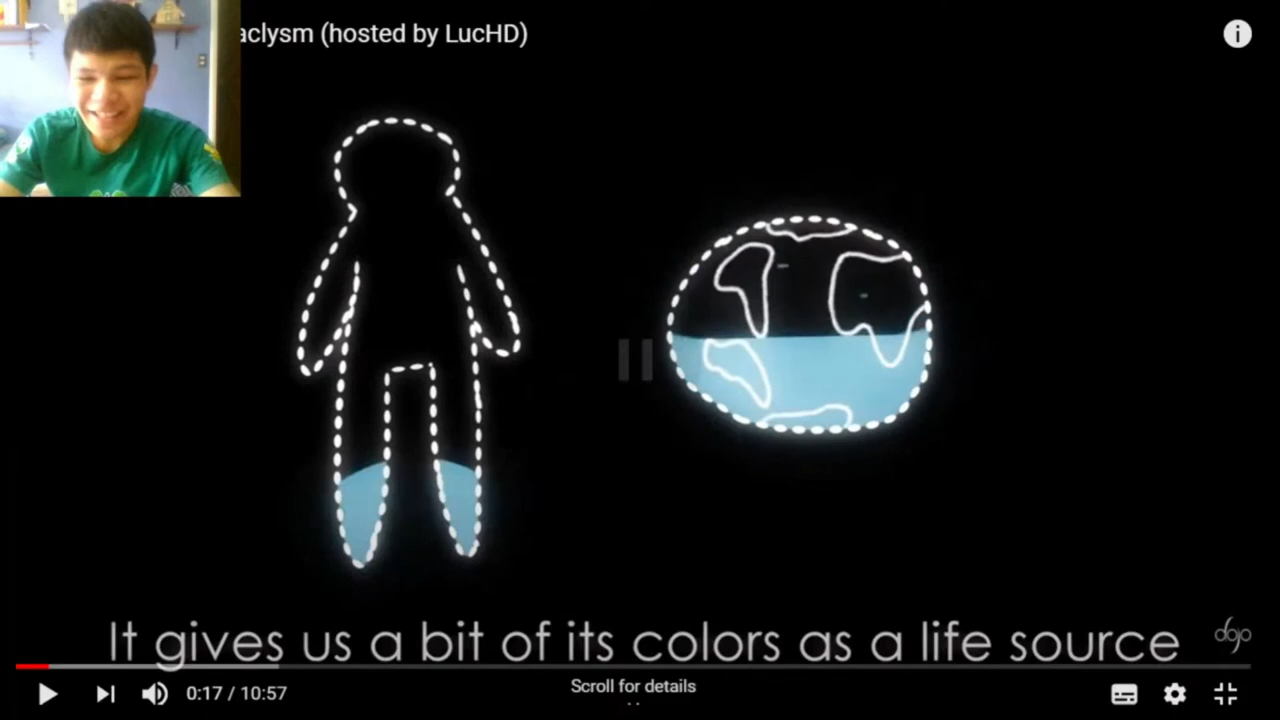 aclysm (hosted by LucHD)
It gives us a bit of its colors as a life source
dojo
0:17 / 10:57
Scroll for details